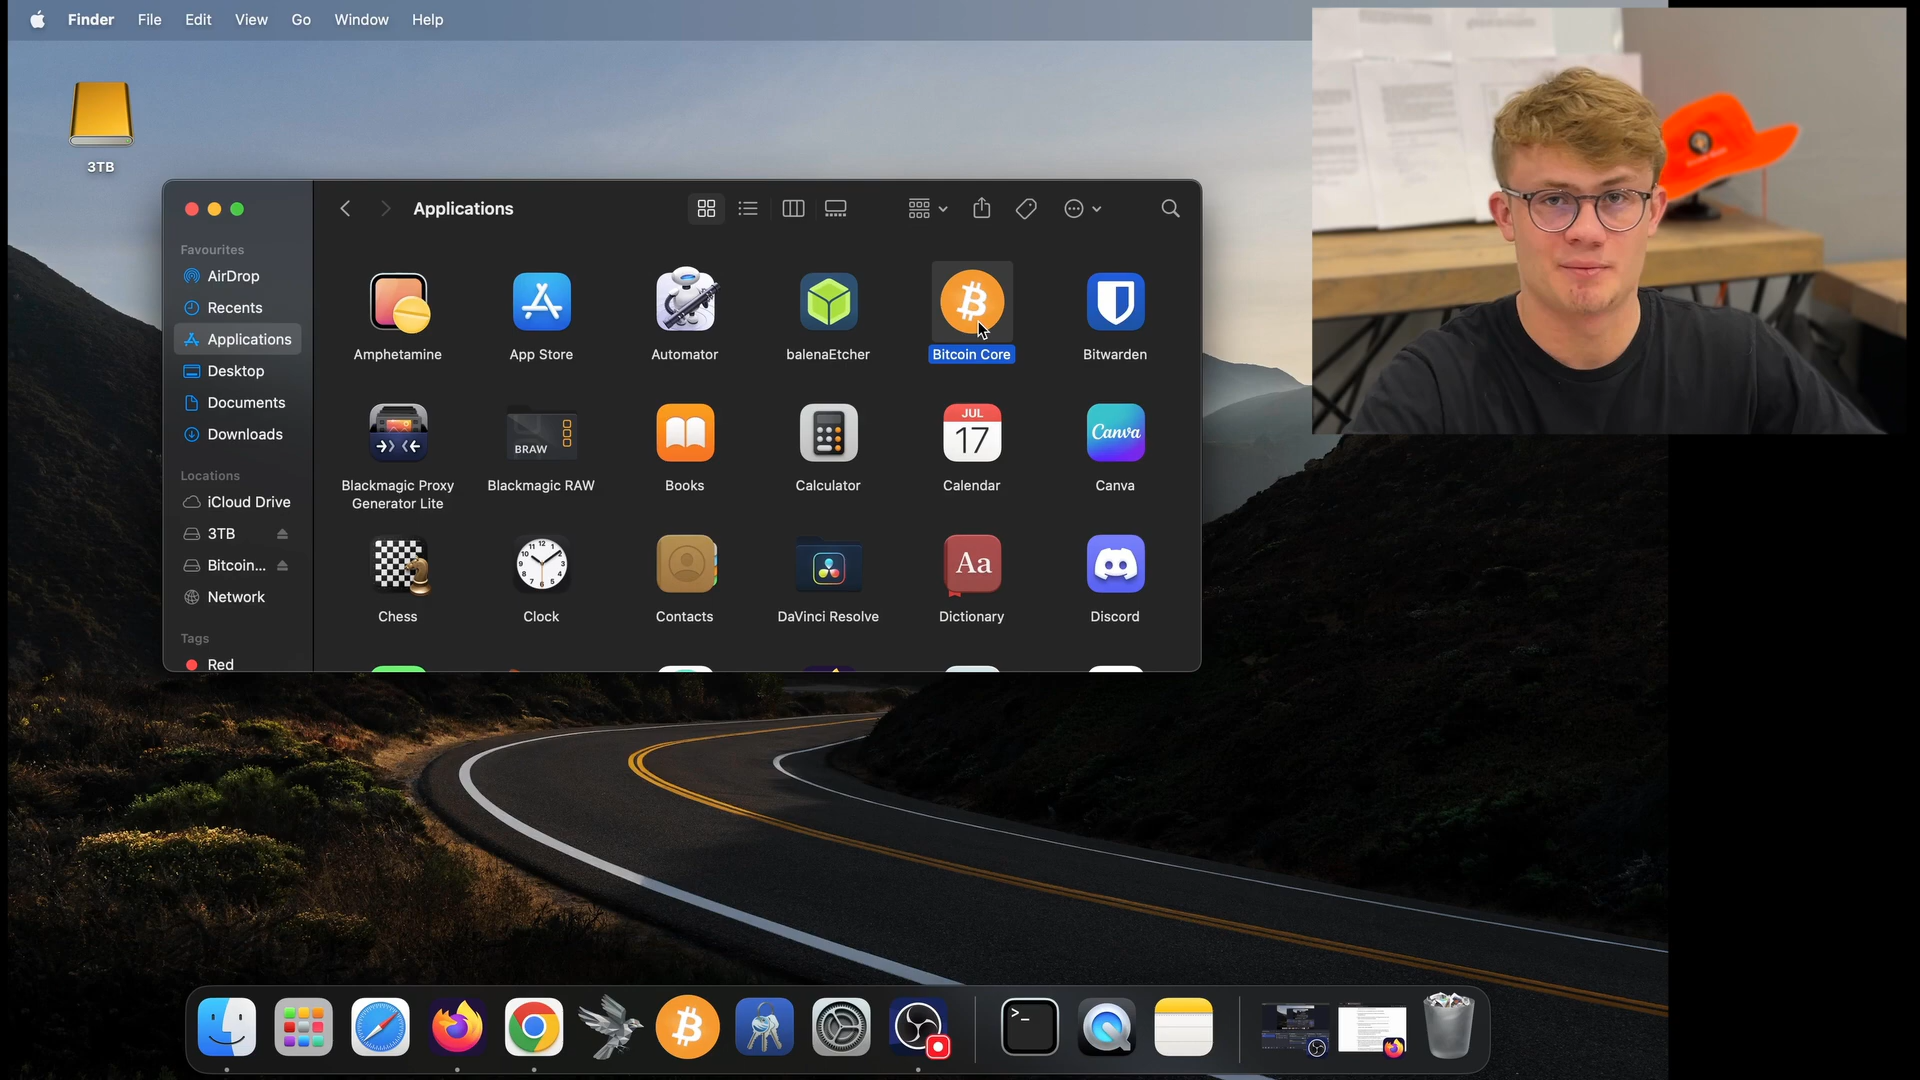 Finder File Edit View Go Window Help
3TB
Applications
Favourites
AirDrop
Recents
Applications
Desktop
Documents
Downloads
Locations
iCloud Drive
3TB
Bitcoin...
Network
Tags
Red
Amphetamine App Store Automator balenaEtcher Bitcoin Core Bitwarden
BRAW
JUL
17
Canva
Blackmagic Proxy
Generator Lite
Blackmagic RAW Books Calculator Calendar Canva
Aa
Chess Clock Contacts DaVinci Resolve Dictionary Discord
>_